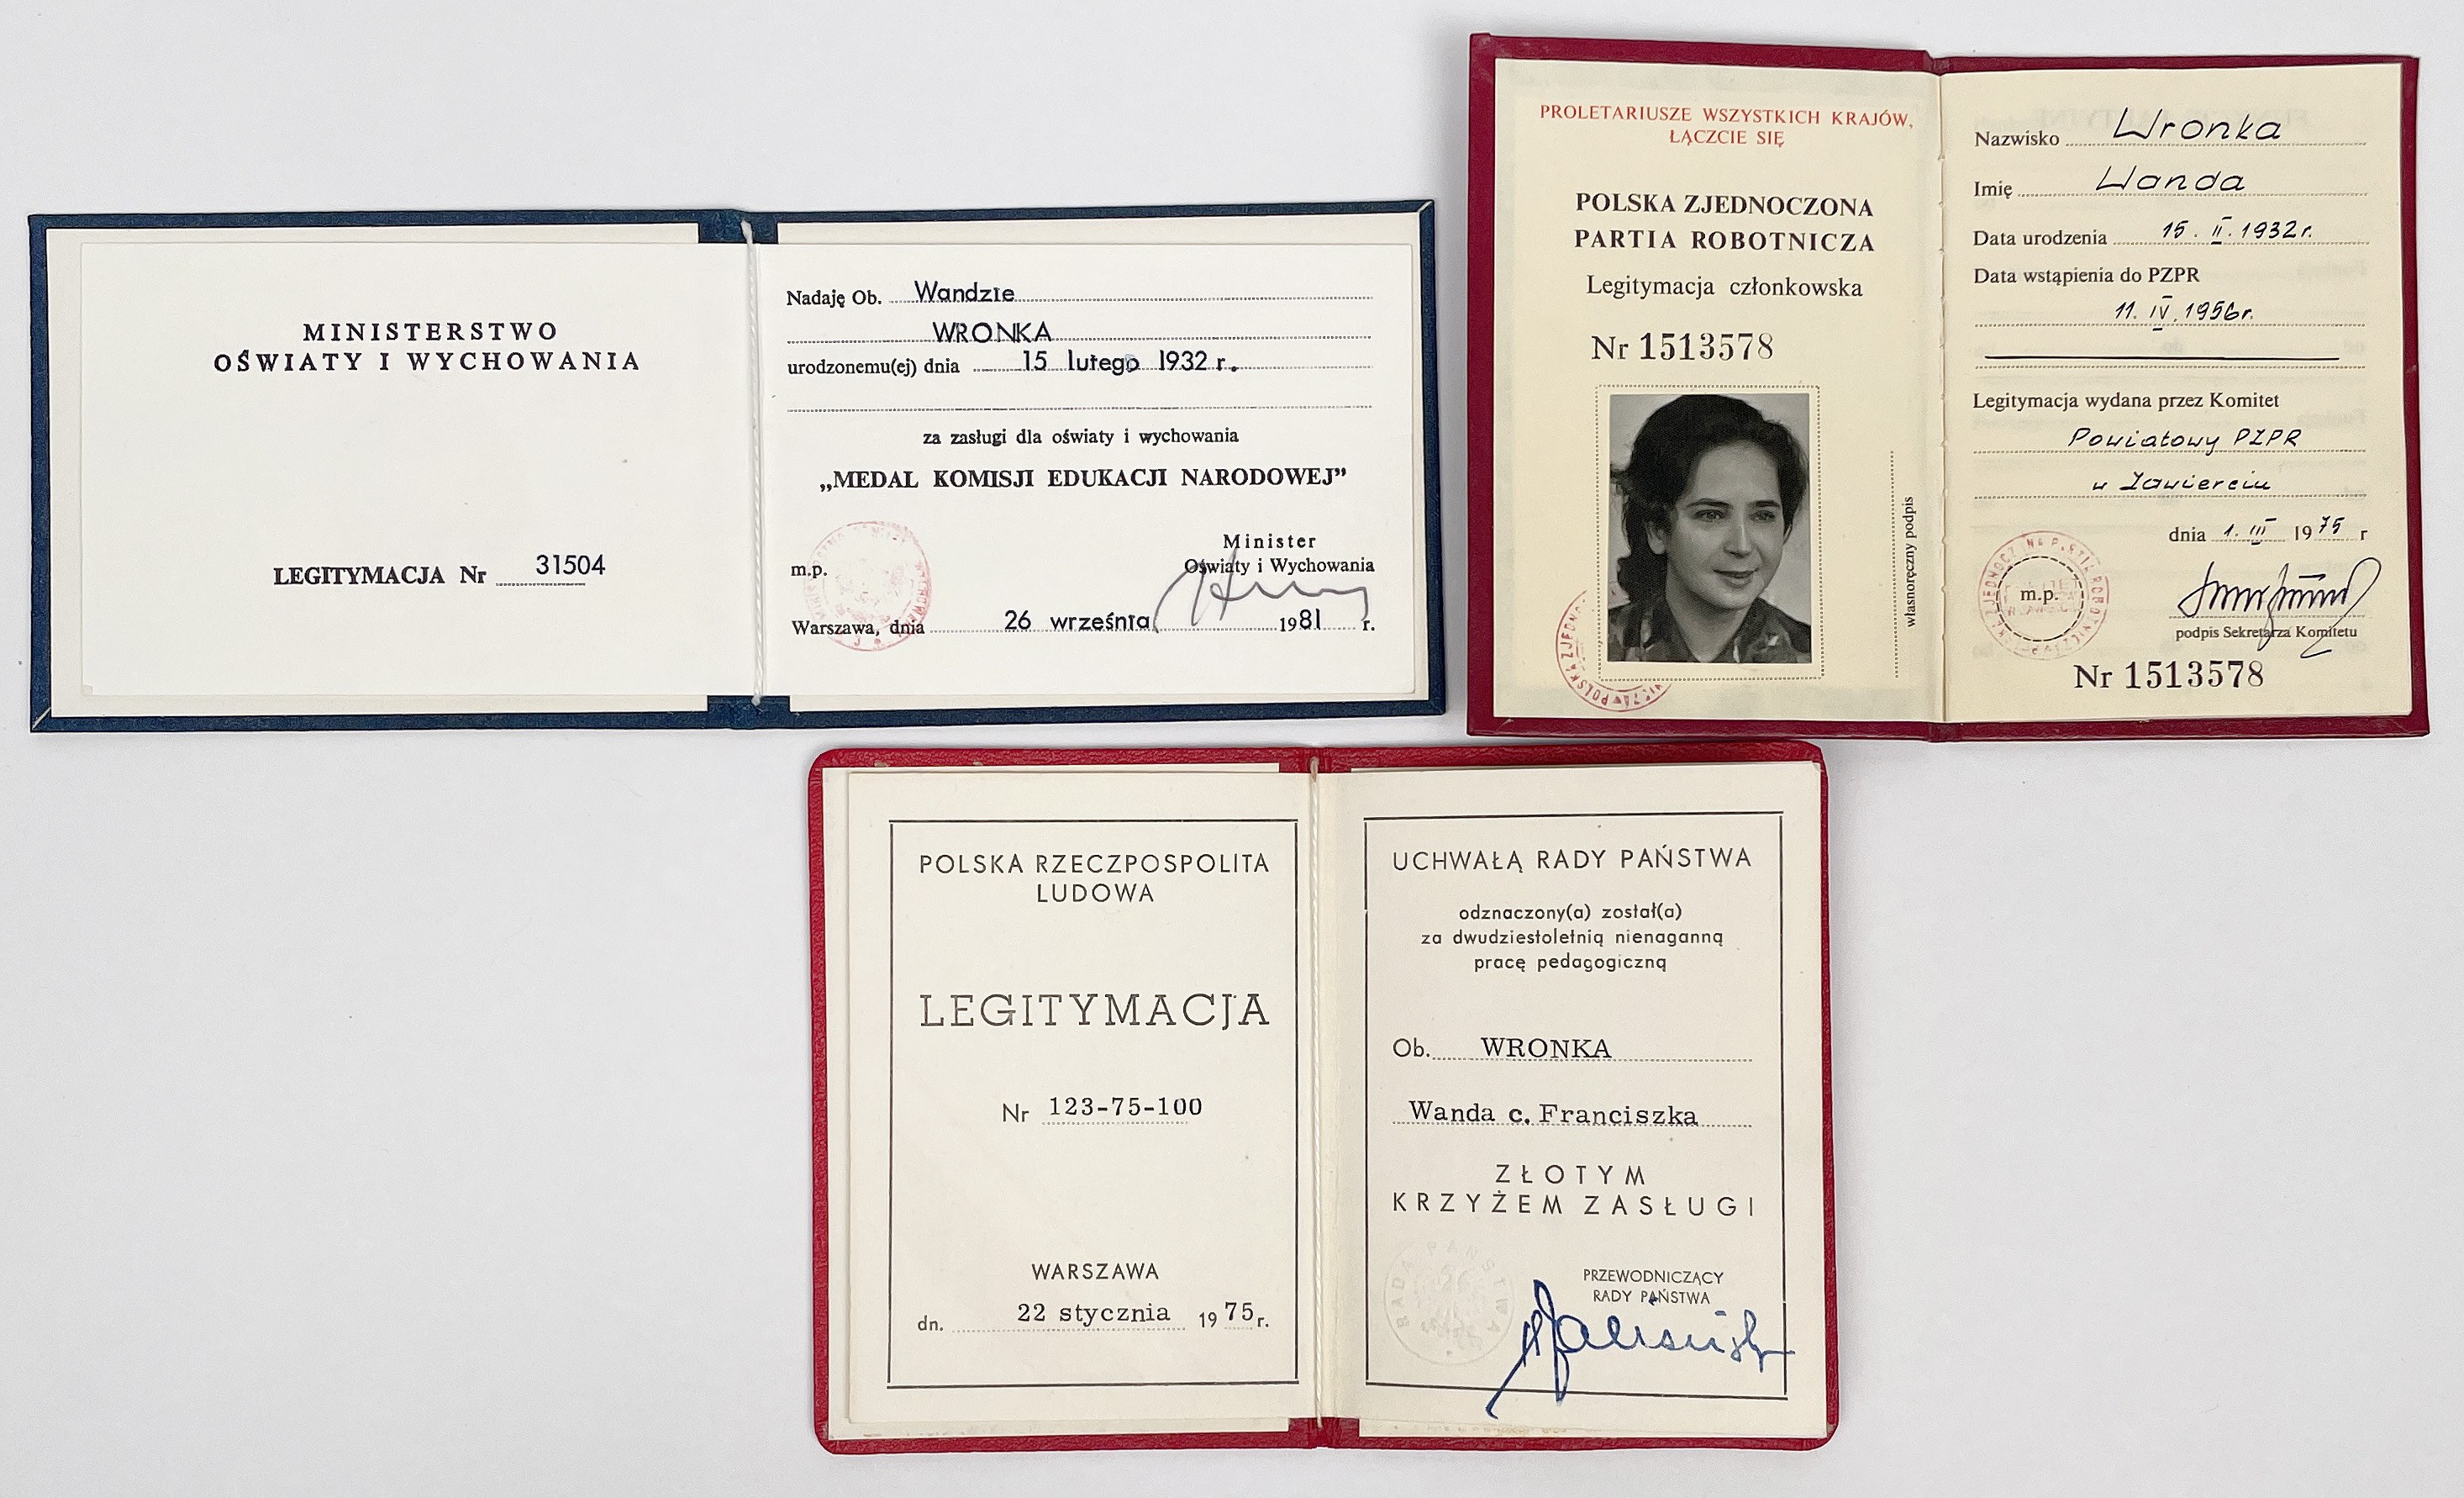 MINISTERSTWO
OŚWIATY I WYCHOWANIA
LEGITYMACJA Nr 31504
Nadaję Ob. Wandzie
WRONKA
urodzonemu(ej) dnia 15 lutego 1932 r.
za zasługi dla oświaty i wychowania
„MEDAL KOMISJI EDUKACJI NARODOWEJ”
Minister
m.p. Oświaty i Wychowania
Warszawa, dnia 26 września 1981 r.
PROLETARIUSZE WSZYSTKICH KRAJÓW,
ŁĄCZCIE SIĘ
POLSKA ZJEDNOCZONA
PARTIA ROBOTNICZA
Legitymacja członkowska
Nr 1513578
własnoręczny podpis
Nazwisko Wronka
Imię Wanda
Data urodzenia 15. II. 1932 r.
Data wstąpienia do PZPR
11. IV. 1956 r.
Legitymacja wydana przez Komitet
Powiatowy PZPR
w Zawierciu
dnia 1. III 1975 r
m.p.
podpis Sekretarza Komitetu
Nr 1513578
POLSKA RZECZPOSPOLITA
LUDOWA
LEGITYMACJA
Nr 123-75-100
WARSZAWA
dn. 22 stycznia 1975 r.
UCHWAŁĄ RADY PAŃSTWA
odznaczony(a) został(a)
za dwudziestoletnią nienaganną
pracę pedagogiczną
Ob. WRONKA
Wanda c. Franciszka
ZŁOTYM
KRZYŻEM ZASŁUGI
RADA PAŃSTWA
PRZEWODNICZĄCY
RADY PAŃSTWA